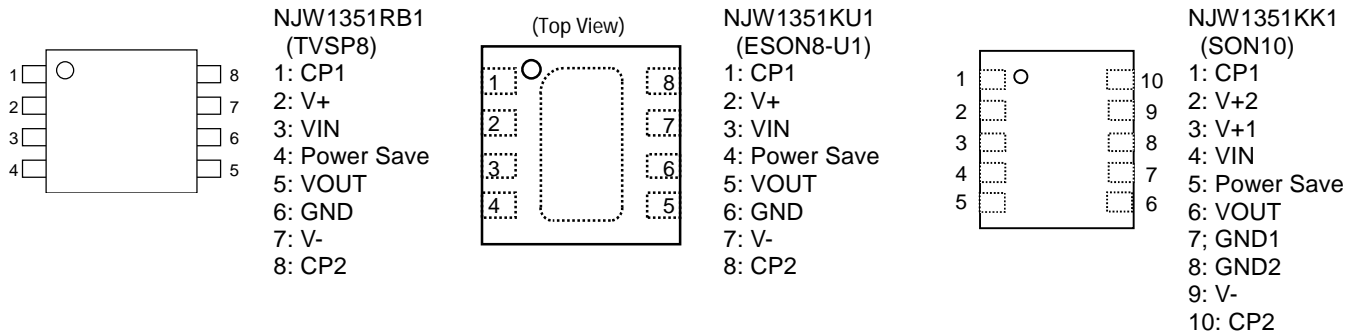 NJW1351RB1
(TVSP8)
1 8
2 7
3 6
4 5
1: CP1
2: V+
3: VIN
4: Power Save
5: VOUT
6: GND
7: V-
8: CP2
(Top View)
1 8
2 7
3 6
4 5
NJW1351KU1
(ESON8-U1)
1: CP1
2: V+
3: VIN
4: Power Save
5: VOUT
6: GND
7: V-
8: CP2
1 10
2 9
3 8
4 7
5 6
NJW1351KK1
(SON10)
1: CP1
2: V+2
3: V+1
4: VIN
5: Power Save
6: VOUT
7; GND1
8: GND2
9: V-
10: CP2